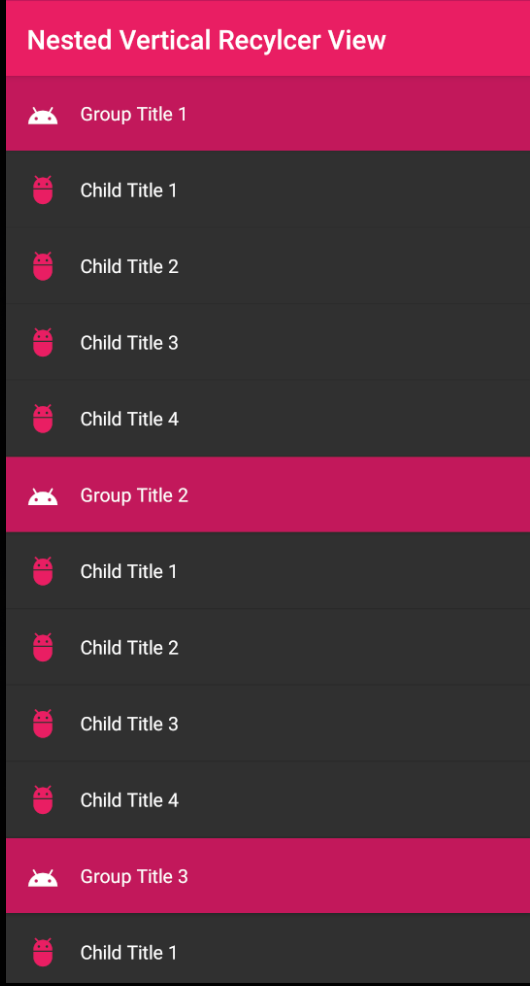 Nested Vertical Recylcer View
Group Title 1
Child Title 1
Child Title 2
Child Title 3
Child Title 4
Group Title 2
Child Title 1
Child Title 2
Child Title 3
Child Title 4
Group Title 3
Child Title 1